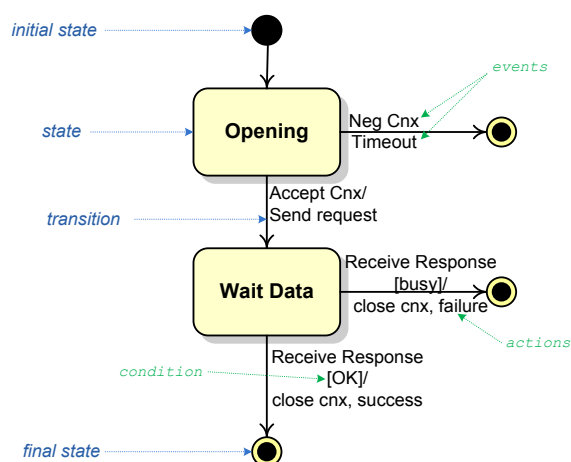 initial state
events
state
Opening
Neg Cnx
Timeout
Accept Cnx/
Send request
transition
Receive Response
[busy]/
close cnx, failure
Wait Data
actions
Receive Response
[OK]/
close cnx, success
condition
final state